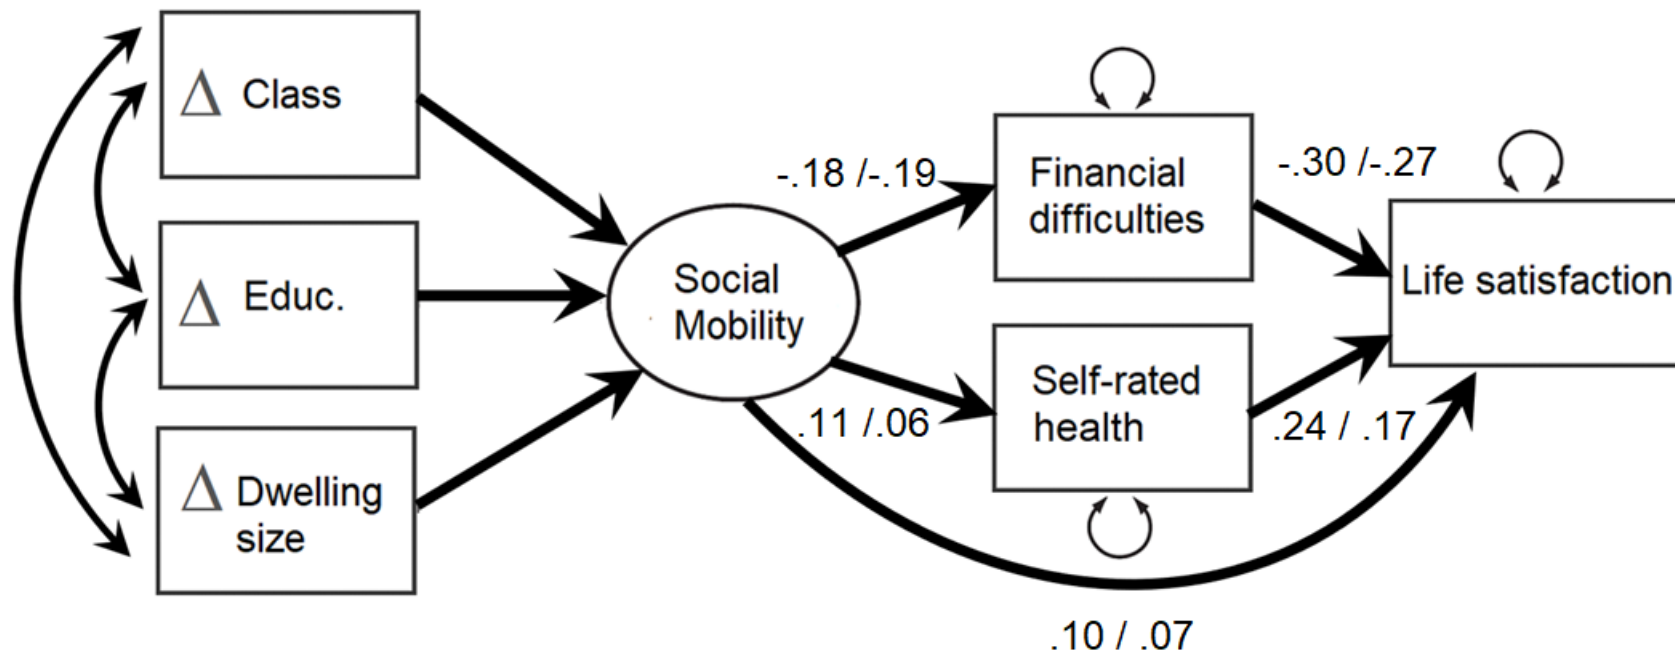 Δ Class
Δ Educ.
Δ Dwelling
size
Social
Mobility
-.18 /-.19
.11 /.06
Financial
difficulties
Self-rated
health
-.30 /-.27
.24 / .17
Life satisfaction
.10 / .07